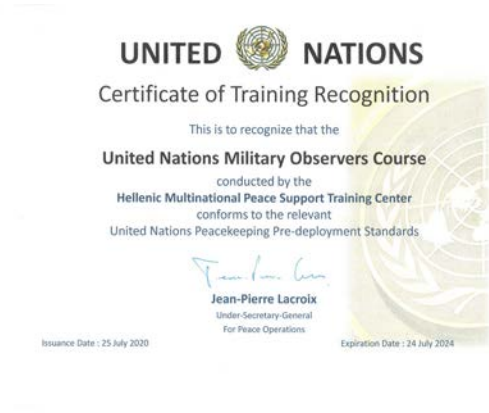 UNITED NATIONS
Certificate of Training Recognition
This is to recognize that the
United Nations Military Observers Course
conducted by the
Hellenic Multinational Peace Support Training Center
conforms to the relevant
United Nations Peacekeeping Pre-deployment Standards
Jean-Pierre Lacroix
Under-Secretary-General
For Peace Operations
Issuance Date : 25 July 2020 Expiration Date : 24 July 2024